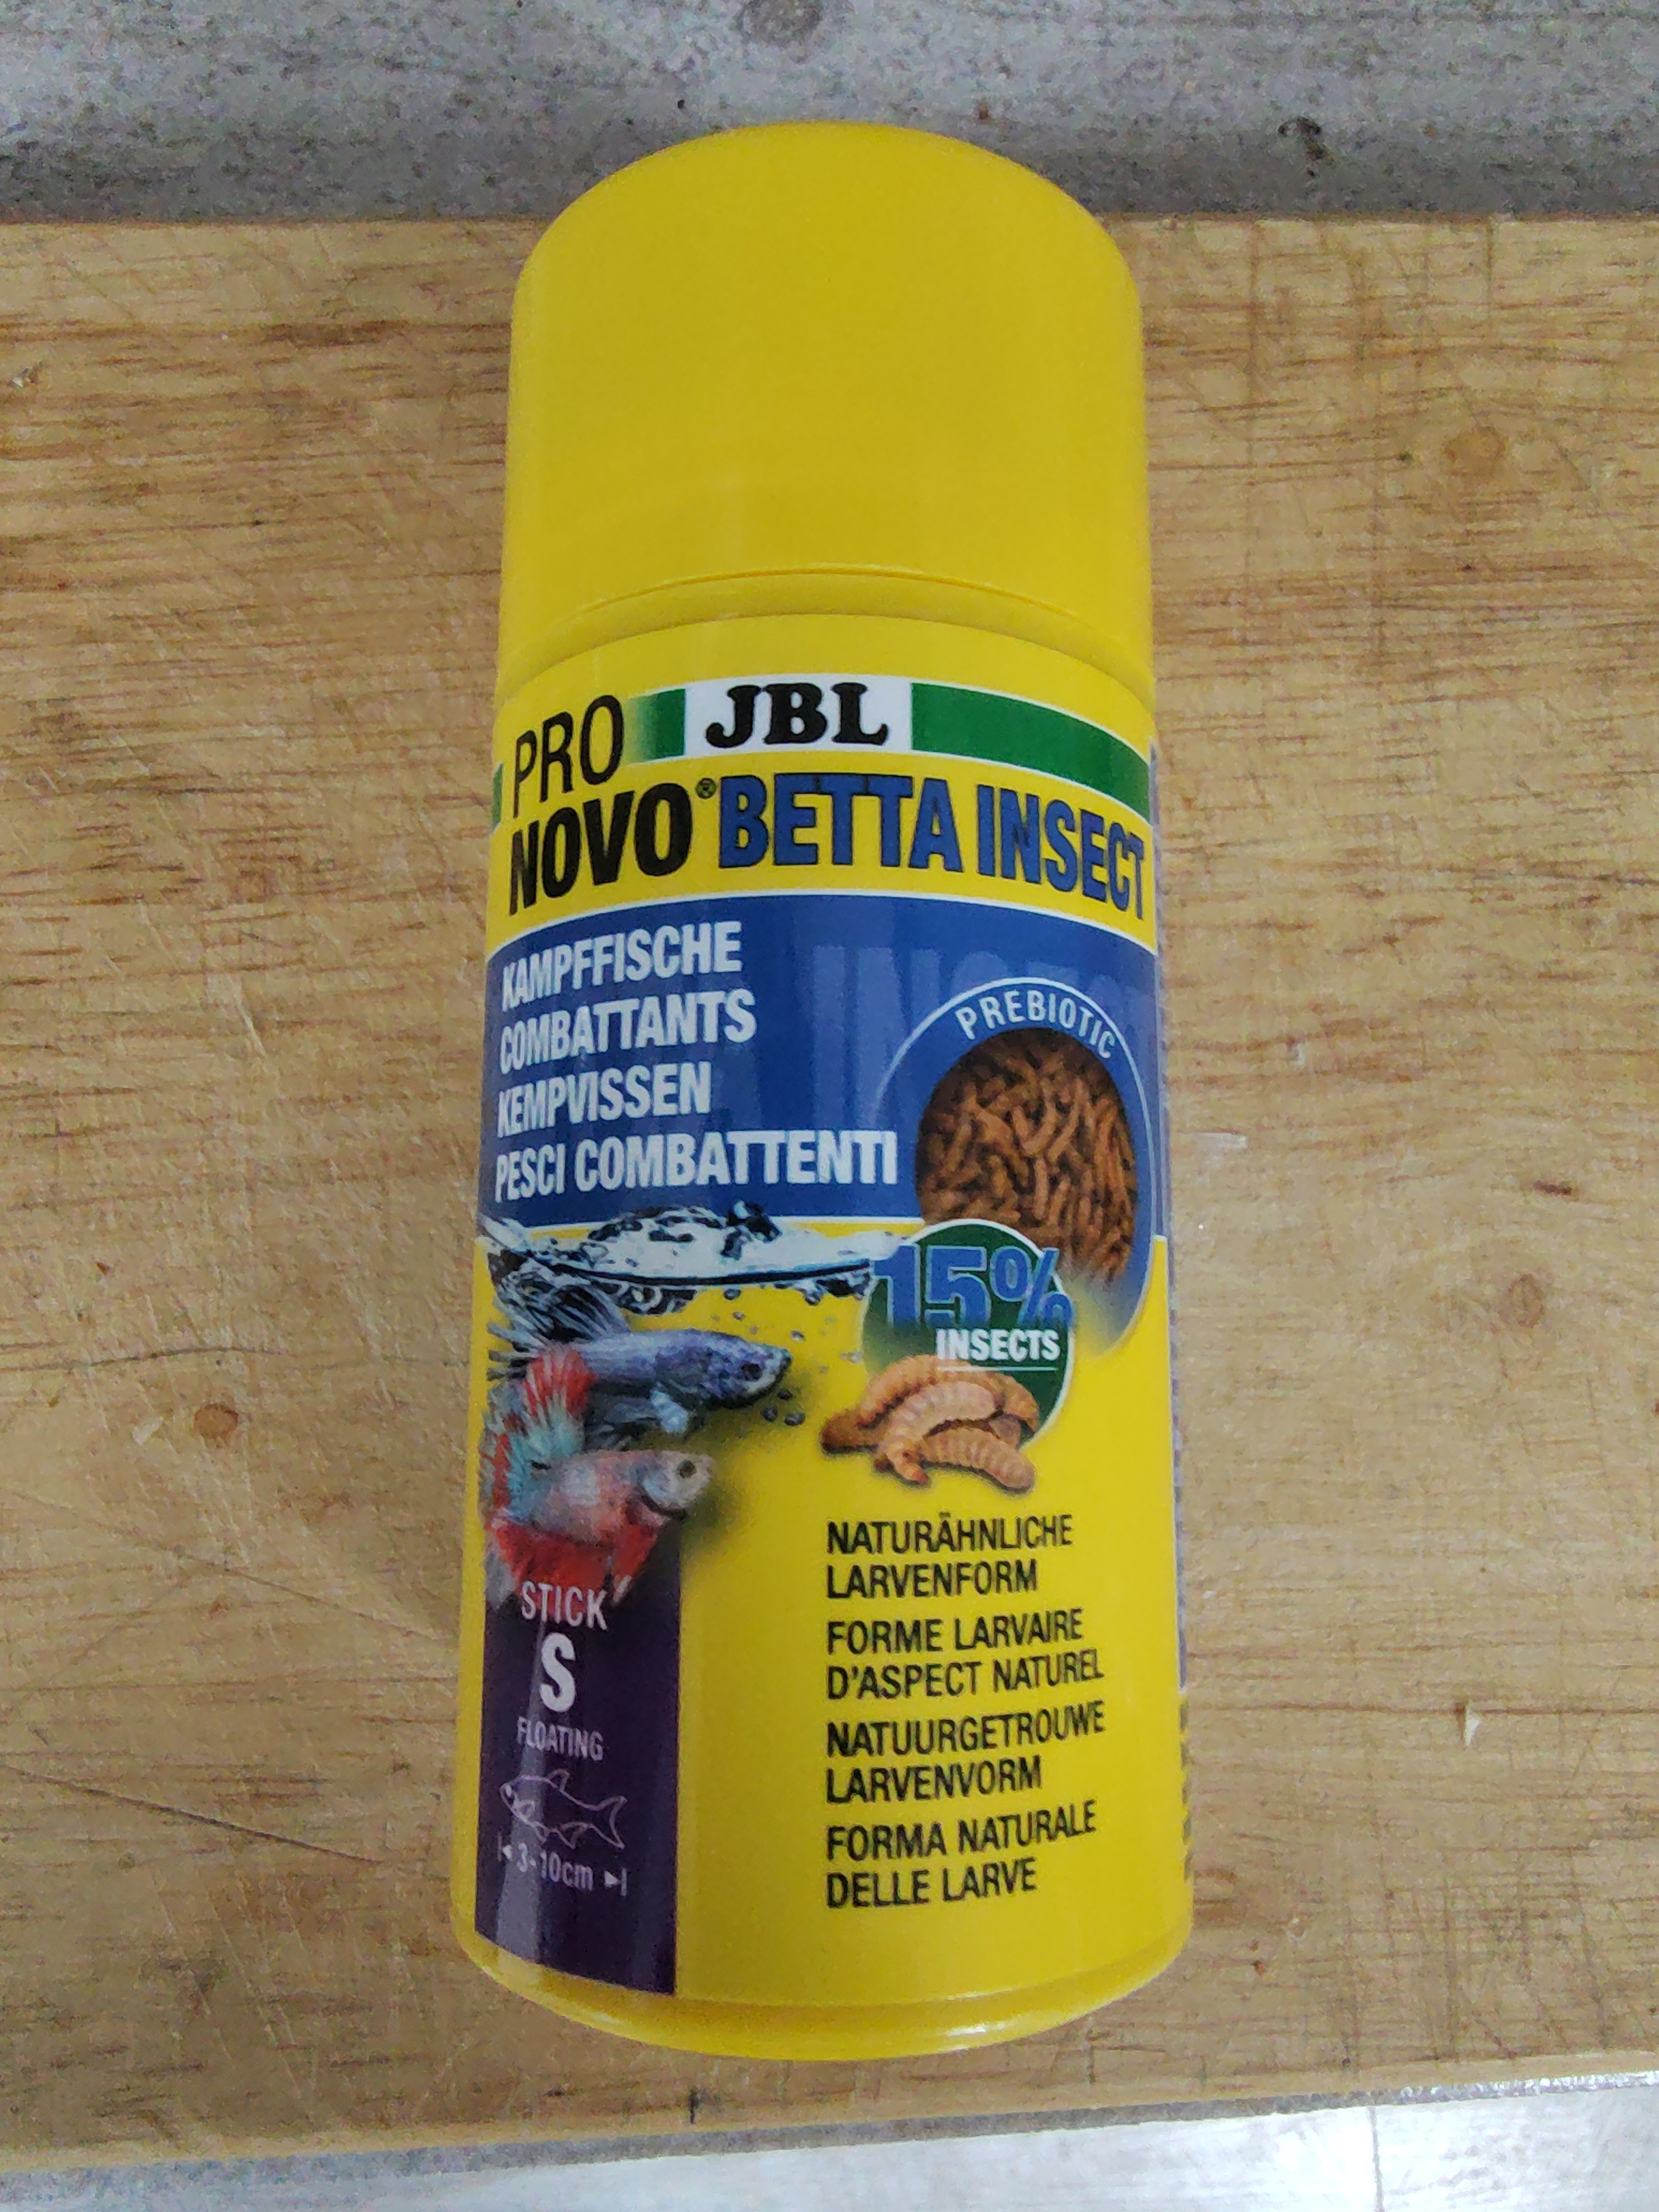 JBL
PRO
NOVO® BETTA INSECT
KAMPFFISCHE
COMBATTANTS
KEMPVISSEN
PESCI COMBATTENTI
PREBIOTIC
15%
INSECTS
NATURÄHNLICHE
LARVENFORM
FORME LARVAIRE
D'ASPECT NATUREL
NATUURGETROUWE
LARVENVORM
FORMA NATURALE
DELLE LARVE
STICK
S
FLOATING
3-10cm